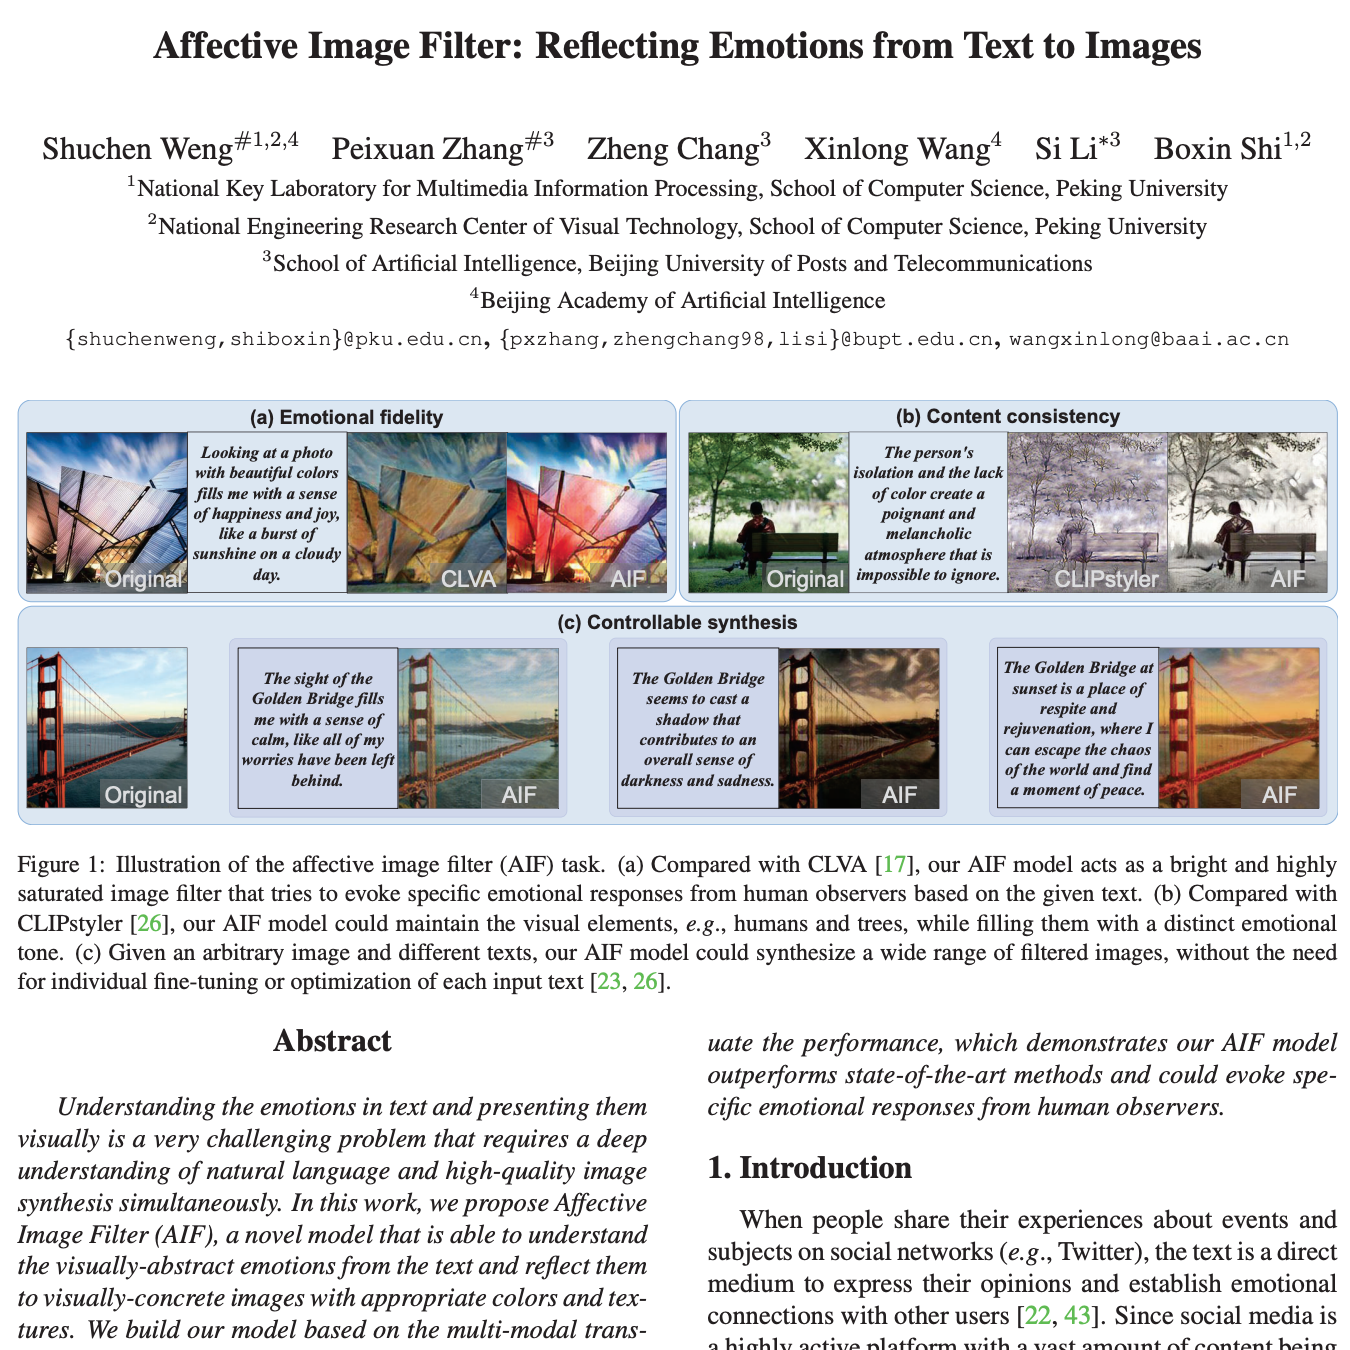 Affective Image Filter: Reflecting Emotions from Text to Images
Shuchen Weng#1,2,4 Peixuan Zhang#3 Zheng Chang3 Xinlong Wang4 Si Li*3 Boxin Shi1,2
1National Key Laboratory for Multimedia Information Processing, School of Computer Science, Peking University
2National Engineering Research Center of Visual Technology, School of Computer Science, Peking University
3School of Artificial Intelligence, Beijing University of Posts and Telecommunications
4Beijing Academy of Artificial Intelligence
{shuchenweng,shiboxin}@pku.edu.cn, {pxzhang,zhengchang98,lisi}@bupt.edu.cn, wangxinlong@baai.ac.cn
(a) Emotional fidelity
Original
Looking at a photo
with beautiful colors
fills me with a sense
of happiness and joy,
like a burst of
sunshine on a cloudy
day.
CLVA
AIF
(b) Content consistency
Original
The person's
isolation and the lack
of color create a
poignant and
melancholic
atmosphere that is
impossible to ignore.
CLIPstyler
AIF
(c) Controllable synthesis
Original
The sight of the
Golden Bridge fills
me with a sense of
calm, like all of my
worries have been left
behind.
AIF
The Golden Bridge
seems to cast a
shadow that
contributes to an
overall sense of
darkness and sadness.
AIF
The Golden Bridge at
sunset is a place of
respite and
rejuvenation, where I
can escape the chaos
of the world and find
a moment of peace.
AIF
Figure 1: Illustration of the affective image filter (AIF) task. (a) Compared with CLVA [17], our AIF model acts as a bright and highly
saturated image filter that tries to evoke specific emotional responses from human observers based on the given text. (b) Compared with
CLIPstyler [26], our AIF model could maintain the visual elements, e.g., humans and trees, while filling them with a distinct emotional
tone. (c) Given an arbitrary image and different texts, our AIF model could synthesize a wide range of filtered images, without the need
for individual fine-tuning or optimization of each input text [23, 26].
Abstract
Understanding the emotions in text and presenting them
visually is a very challenging problem that requires a deep
understanding of natural language and high-quality image
synthesis simultaneously. In this work, we propose Affective
Image Filter (AIF), a novel model that is able to understand
the visually-abstract emotions from the text and reflect them
to visually-concrete images with appropriate colors and tex-
tures. We build our model based on the multi-modal trans-
uate the performance, which demonstrates our AIF model
outperforms state-of-the-art methods and could evoke spe-
cific emotional responses from human observers.
1. Introduction
When people share their experiences about events and
subjects on social networks (e.g., Twitter), the text is a direct
medium to express their opinions and establish emotional
connections with other users [22, 43]. Since social media is
a highly active platform with a vast amount of content being